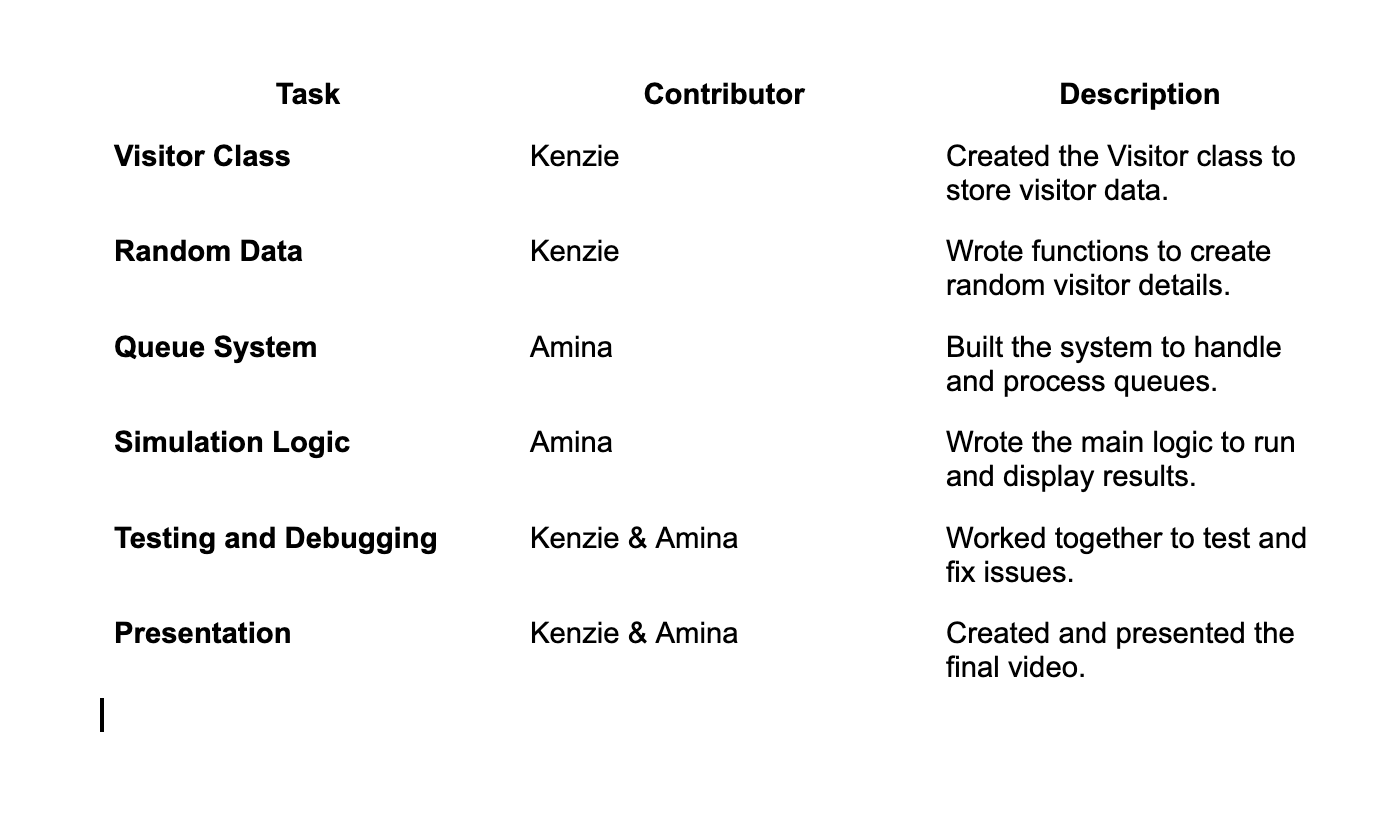 Task Contributor Description
Visitor Class Kenzie Created the Visitor class to
store visitor data.
Random Data Kenzie Wrote functions to create
random visitor details.
Queue System Amina Built the system to handle
and process queues.
Simulation Logic Amina Wrote the main logic to run
and display results.
Testing and Debugging Kenzie & Amina Worked together to test and
fix issues.
Presentation Kenzie & Amina Created and presented the
final video.